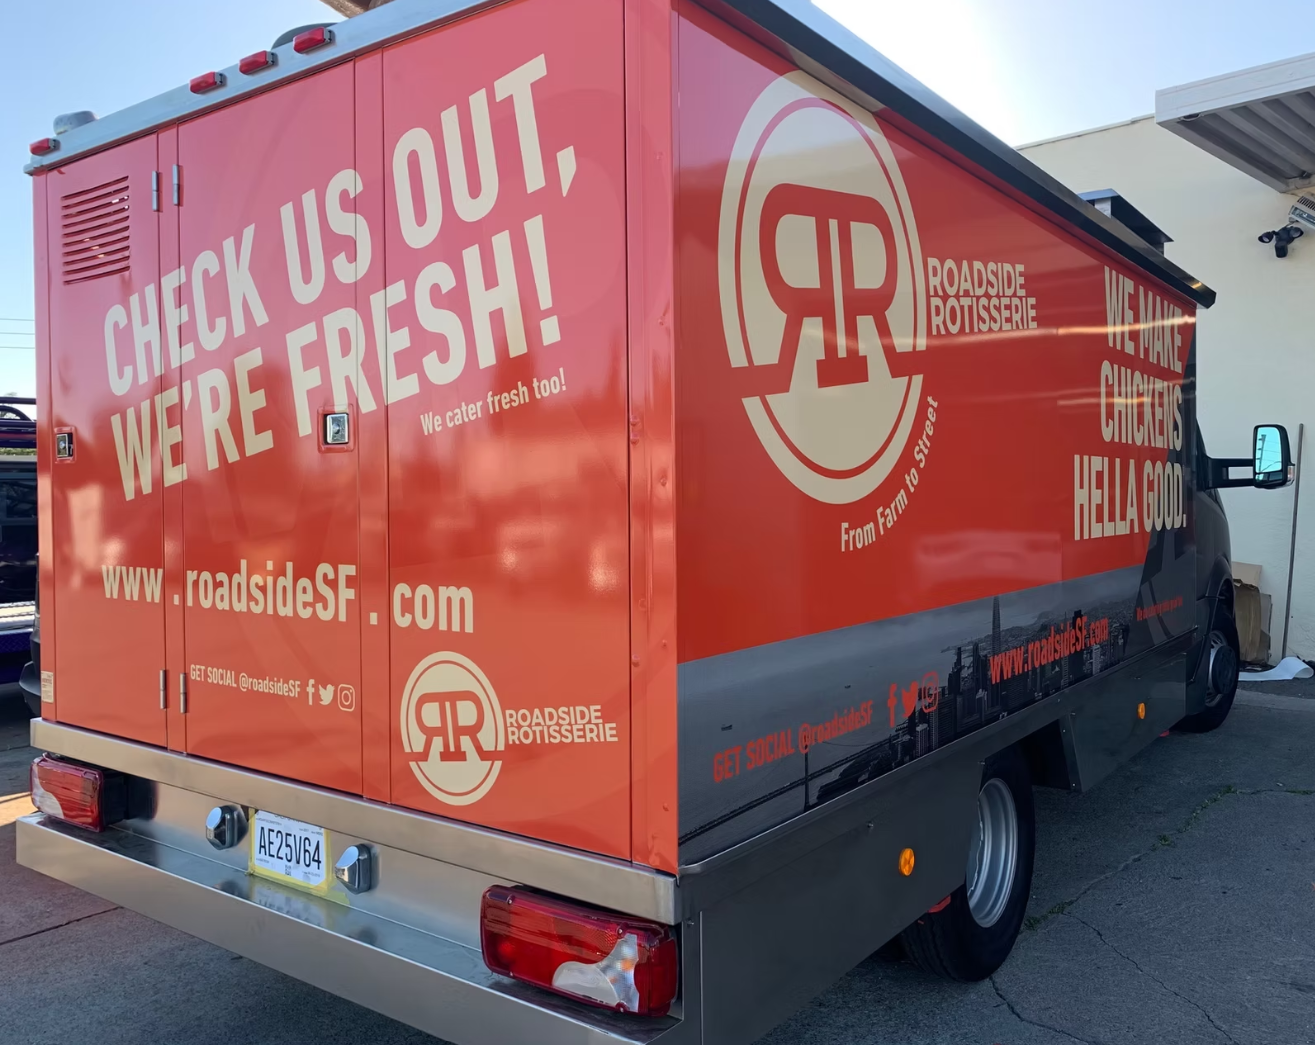 CHECK US OUT,
WE'RE FRESH!
We cater fresh too!
www.roadsideSF.com
GET SOCIAL @roadsideSF
RR
ROADSIDE
ROTISSERIE
AE25V64
RR
ROADSIDE
ROTISSERIE
From Farm to Street
WE MAKE
CHICKENS
HELLA GOOD.
www.roadsideSF.com
GET SOCIAL @roadsideSF